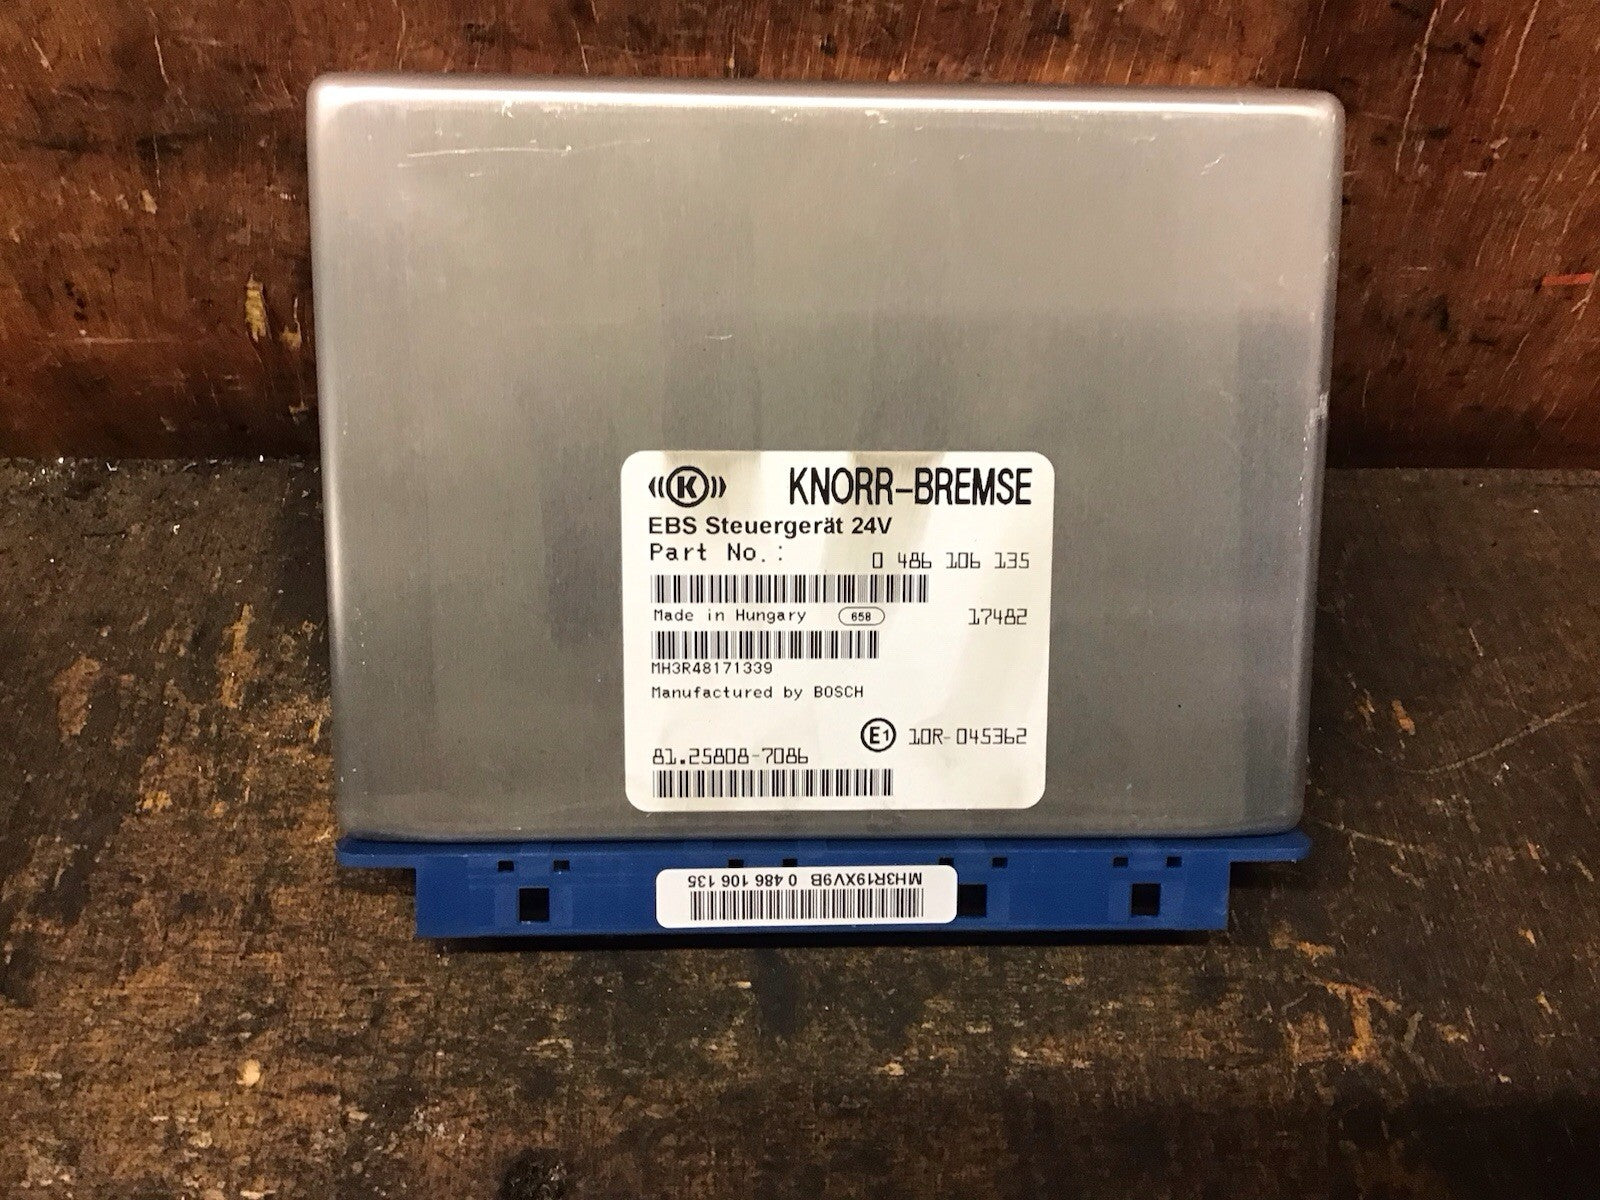 ((K)) KNORR-BREMSE
EBS Steuergerät 24V
Part No.: 0 486 106 135
Made in Hungary 658 17482
MH3R48171339
Manufactured by BOSCH
E1 10R-045362
81.25808-7086
MH3R19XV9B 0 486 106 135